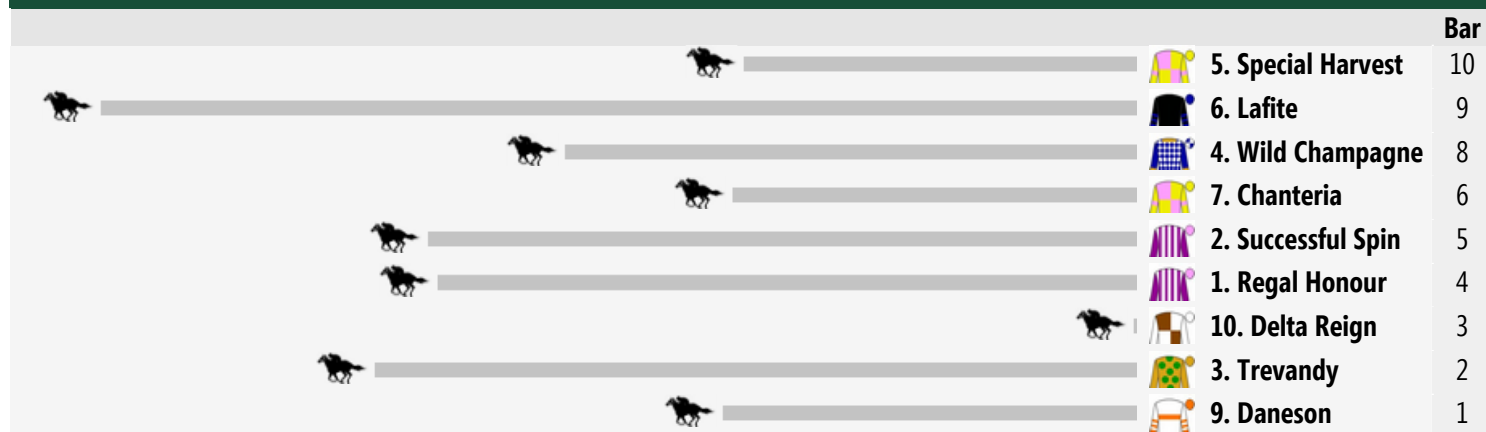 Bar
5. Special Harvest 10
6. Lafite 9
4. Wild Champagne 8
7. Chanteria 6
2. Successful Spin 5
1. Regal Honour 4
10. Delta Reign 3
3. Trevandy 2
9. Daneson 1